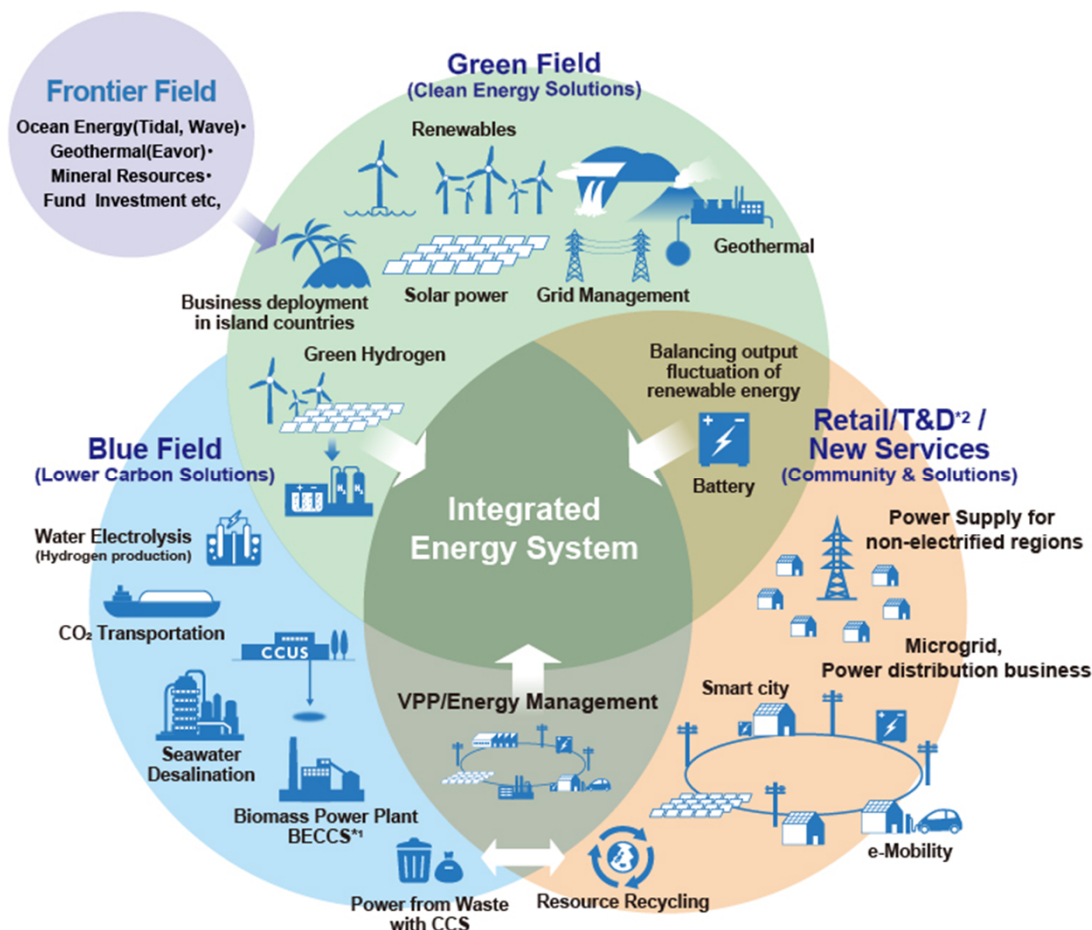 Frontier Field
Ocean Energy(Tidal, Wave)・
Geothermal(Eavor)・
Mineral Resources・
Fund Investment etc,
Green Field
(Clean Energy Solutions)
Renewables
Geothermal
Solar power
Grid Management
Business deployment
in island countries
Green Hydrogen
H₂ H₂
Balancing output
fluctuation of
renewable energy
Battery
Blue Field
(Lower Carbon Solutions)
Water Electrolysis
(Hydrogen production)
CO₂ Transportation
CCUS
Seawater
Desalination
Biomass Power Plant
BECCS*1
Power from Waste
with CCS
Integrated
Energy System
VPP/Energy Management
Retail/T&D*2 /
New Services
(Community & Solutions)
Power Supply for
non-electrified regions
Microgrid,
Power distribution business
Smart city
e-Mobility
Resource Recycling